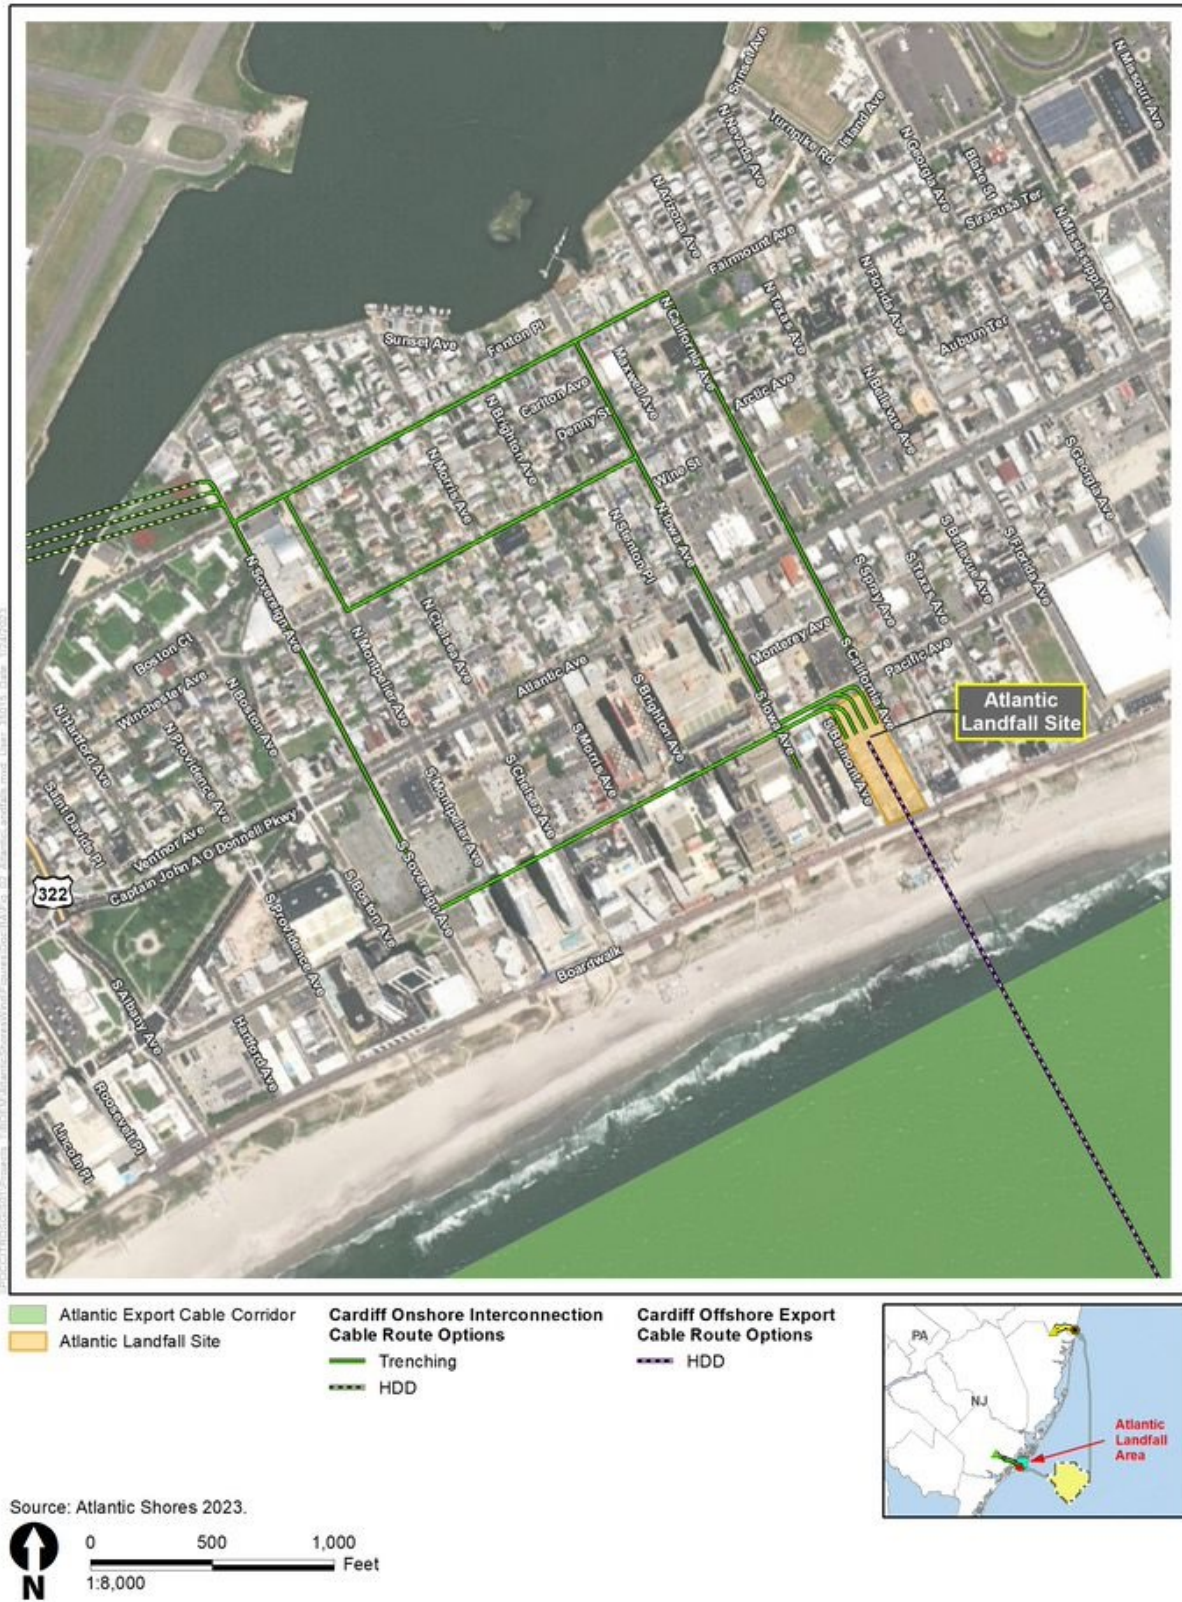 Sunset Ave
N Missouri Ave
Turnpike Rd
Island Ave
N Nevada Ave
N Georgia Ave
Blake St
Siracusa Ter
N Arizona Ave
N Mississippi Ave
Fairmount Ave
N Florida Ave
N Texas Ave
Auburn Ter
N California Ave
Sunset Ave
Fenton Pl
Maxwell Ave
Arctic Ave
N Bellevue Ave
Carlton Ave
N Brighton Ave
Denny St
N Morris Ave
Wine St
S Georgia Ave
N Iowa Ave
N Stenton Pl
S Bellevue Ave
S Florida Ave
S Texas Ave
S Spray Ave
N Sovereign Ave
N Chelsea Ave
N Montpelier Ave
Monterey Ave
S California Ave
Pacific Ave
Boston Ct
Winchester Ave
N Boston Ave
Atlantic Ave
S Brighton Ave
S Iowa Ave
S Belmont Ave
Atlantic
Landfall Site
N Hartford Ave
N Providence Ave
S Morris Ave
S Chelsea Ave
S Montpelier Ave
Saint Davids Pl
Ventnor Ave
Captain John A O Donnell Pkwy
322
S Sovereign Ave
S Boston Ave
S Providence Ave
Boardwalk
S Albany Ave
Hartford Ave
Roosevelt Pl
Lincoln Pl
Atlantic Export Cable Corridor
Atlantic Landfall Site
Cardiff Onshore Interconnection
Cable Route Options
Trenching
HDD
Cardiff Offshore Export
Cable Route Options
HDD
PA
NJ
Atlantic
Landfall
Area
Source: Atlantic Shores 2023.
N
0 500 1,000
Feet
1:8,000